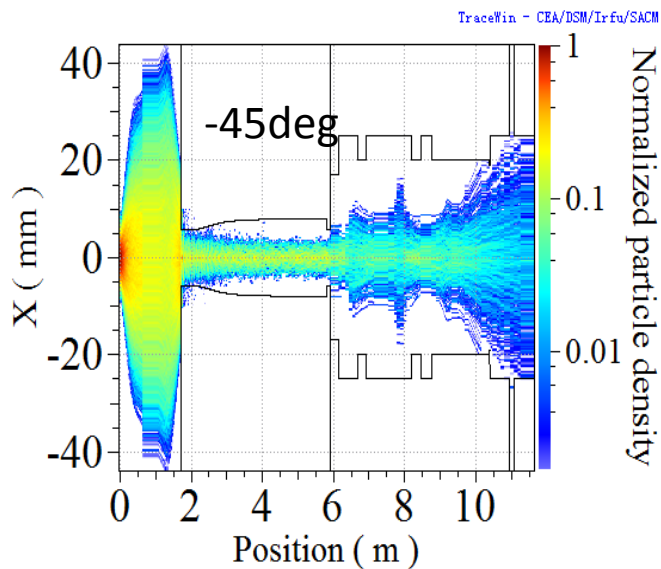 TraceWin - CEA/DSM/Irfu/SACM
-45deg
X ( mm )
40
20
0
-20
-40
0
2
4
6
8
10
Position ( m )
1
0.1
0.01
Normalized particle density